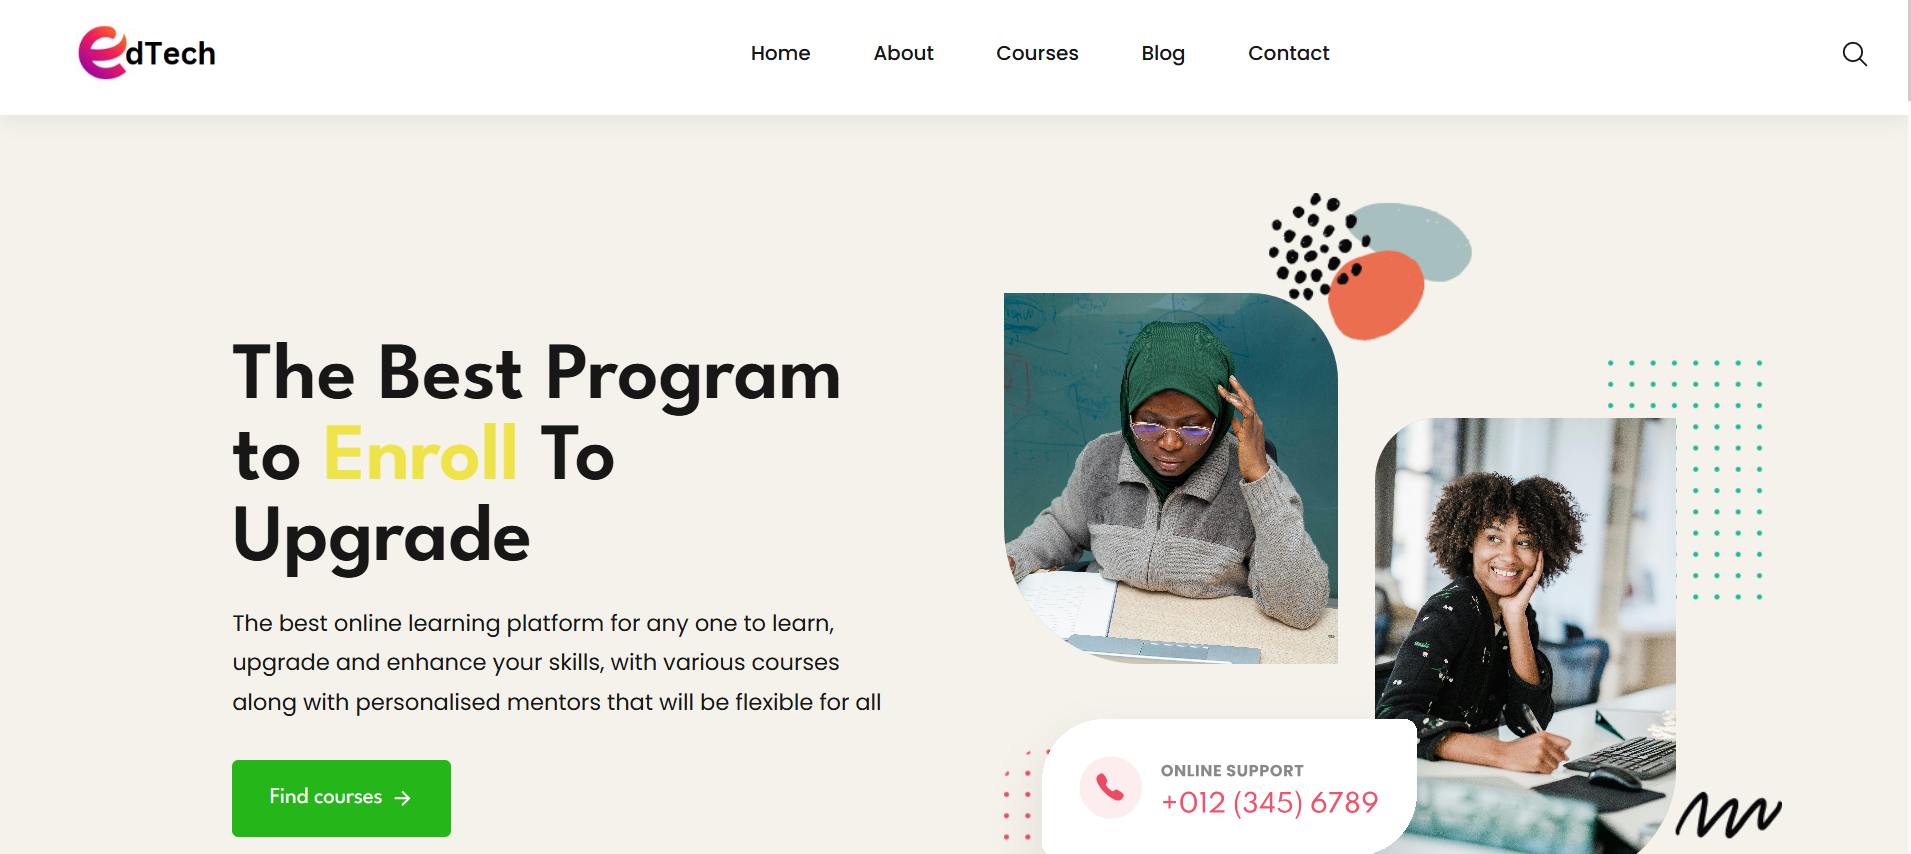 edTech
Home
About
Courses
Blog
Contact
The Best Program
to Enroll To
Upgrade
The best online learning platform for any one to learn,
upgrade and enhance your skills, with various courses
along with personalised mentors that will be flexible for all
Find courses →
ONLINE SUPPORT
+012 (345) 6789